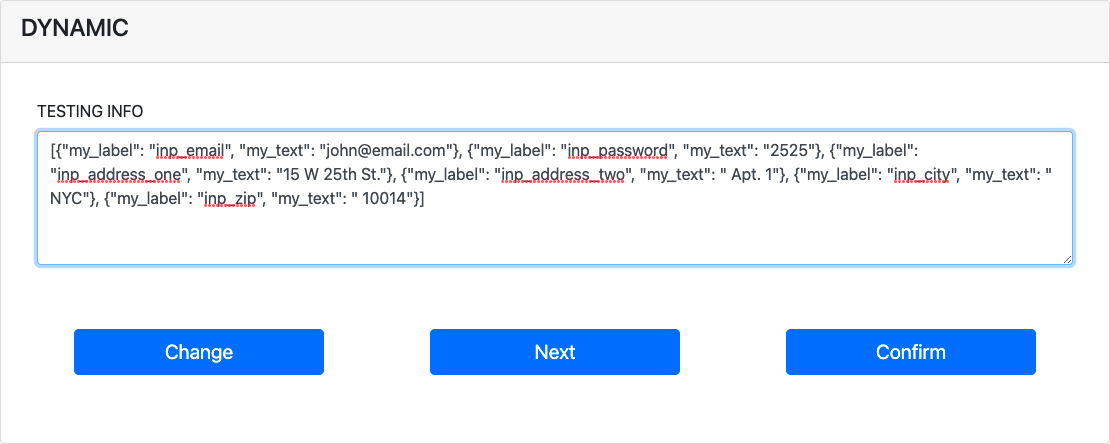 DYNAMIC
TESTING INFO
[{"my_label": "inp_email", "my_text": "john@email.com"}, {"my_label": "inp_password", "my_text": "2525"}, {"my_label":
"inp_address_one", "my_text": "15 W 25th St."}, {"my_label": "inp_address_two", "my_text": " Apt. 1"}, {"my_label": "inp_city", "my_text": "
NYC"}, {"my_label": "inp_zip", "my_text": " 10014"}]
Change Next Confirm